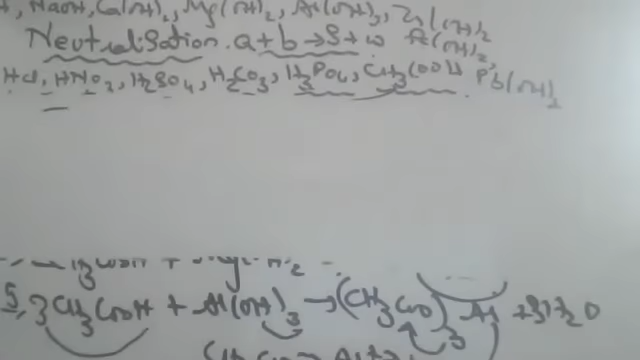 , NaOH, Ca(OH)2, Mg(OH)2, Al(OH)3, Zn(OH)2
Neutralisation. a+b→S+w Fe(OH)2,
HCl, HNO3, H2SO4, H2CO3, H3PO4, CH3COOH Pb(OH)2
5, 3CH3COOH + Al(OH)3 → (CH3COO)3 Al + 3H2O